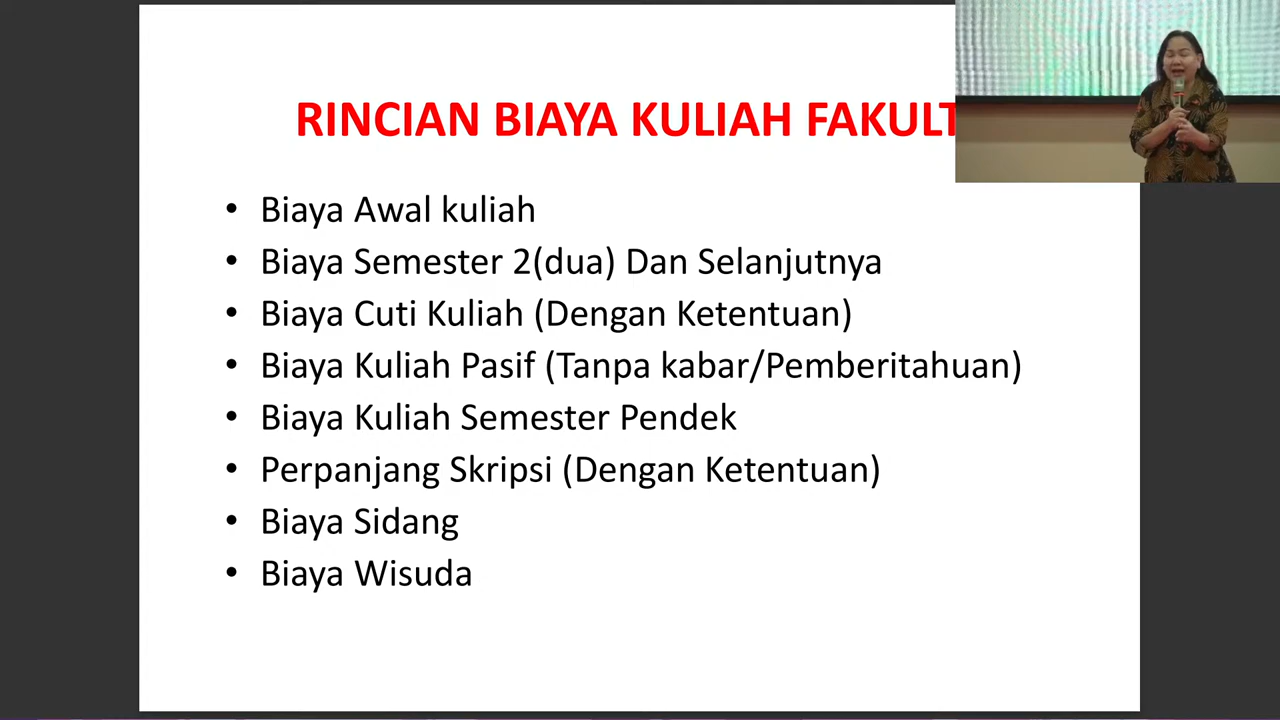 RINCIAN BIAYA KULIAH
• Biaya Awal kuliah
• Biaya Semester 2(dua) Dan Selanjutnya
• Biaya Cuti Kuliah (Dengan Ketentuan)
• Biaya Kuliah Pasif (Tanpa kabar/Pemberitahuan)
• Biaya Kuliah Semester Pendek
• Perpanjang Skripsi (Dengan Ketentuan)
• Biaya Sidang
• Biaya Wisuda